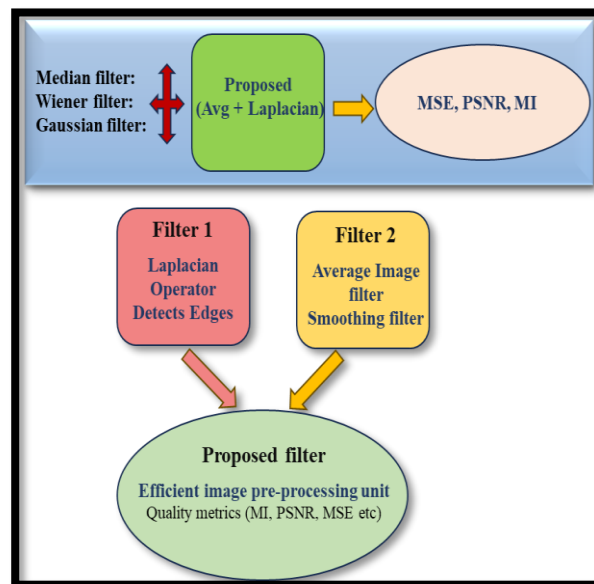 Median filter:
Wiener filter:
Gaussian filter:
Proposed
(Avg + Laplacian)
MSE, PSNR, MI
Filter 1
Laplacian
Operator
Detects Edges
Filter 2
Average Image
filter
Smoothing filter
Proposed filter
Efficient image pre-processing unit
Quality metrics (MI, PSNR, MSE etc)